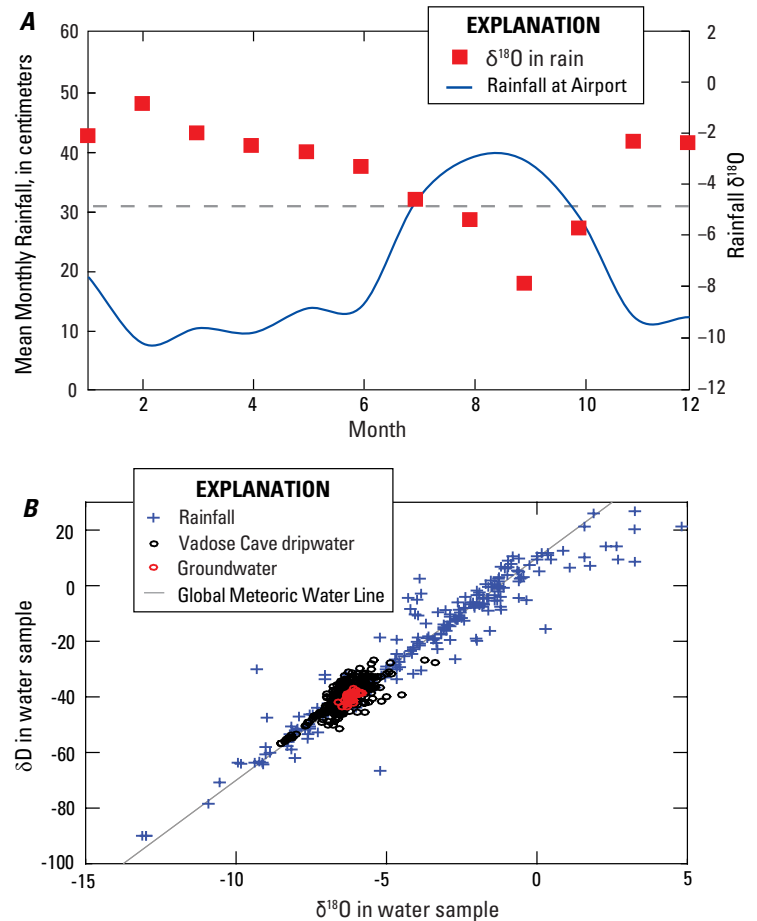 A
EXPLANATION
δ¹⁸O in rain
Rainfall at Airport
Mean Monthly Rainfall, in centimeters
60
50
40
30
20
10
0
2
0
−2
−4
−6
−8
−10
−12
Rainfall δ¹⁸O
2 4 6 8 10 12
Month
B
EXPLANATION
Rainfall
Vadose Cave dripwater
Groundwater
Global Meteoric Water Line
δD in water sample
20
0
-20
-40
-60
-80
-100
-15 -10 -5 0 5
δ¹⁸O in water sample